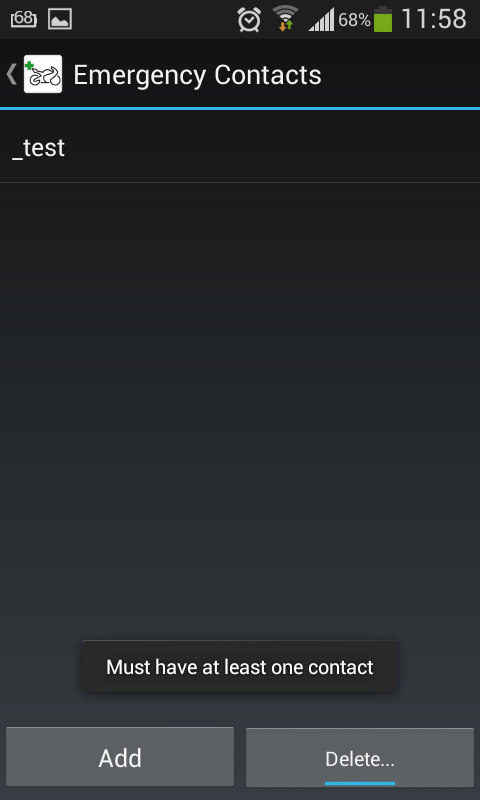 68 68% 11:58
Emergency Contacts
_test
Must have at least one contact
Add Delete...